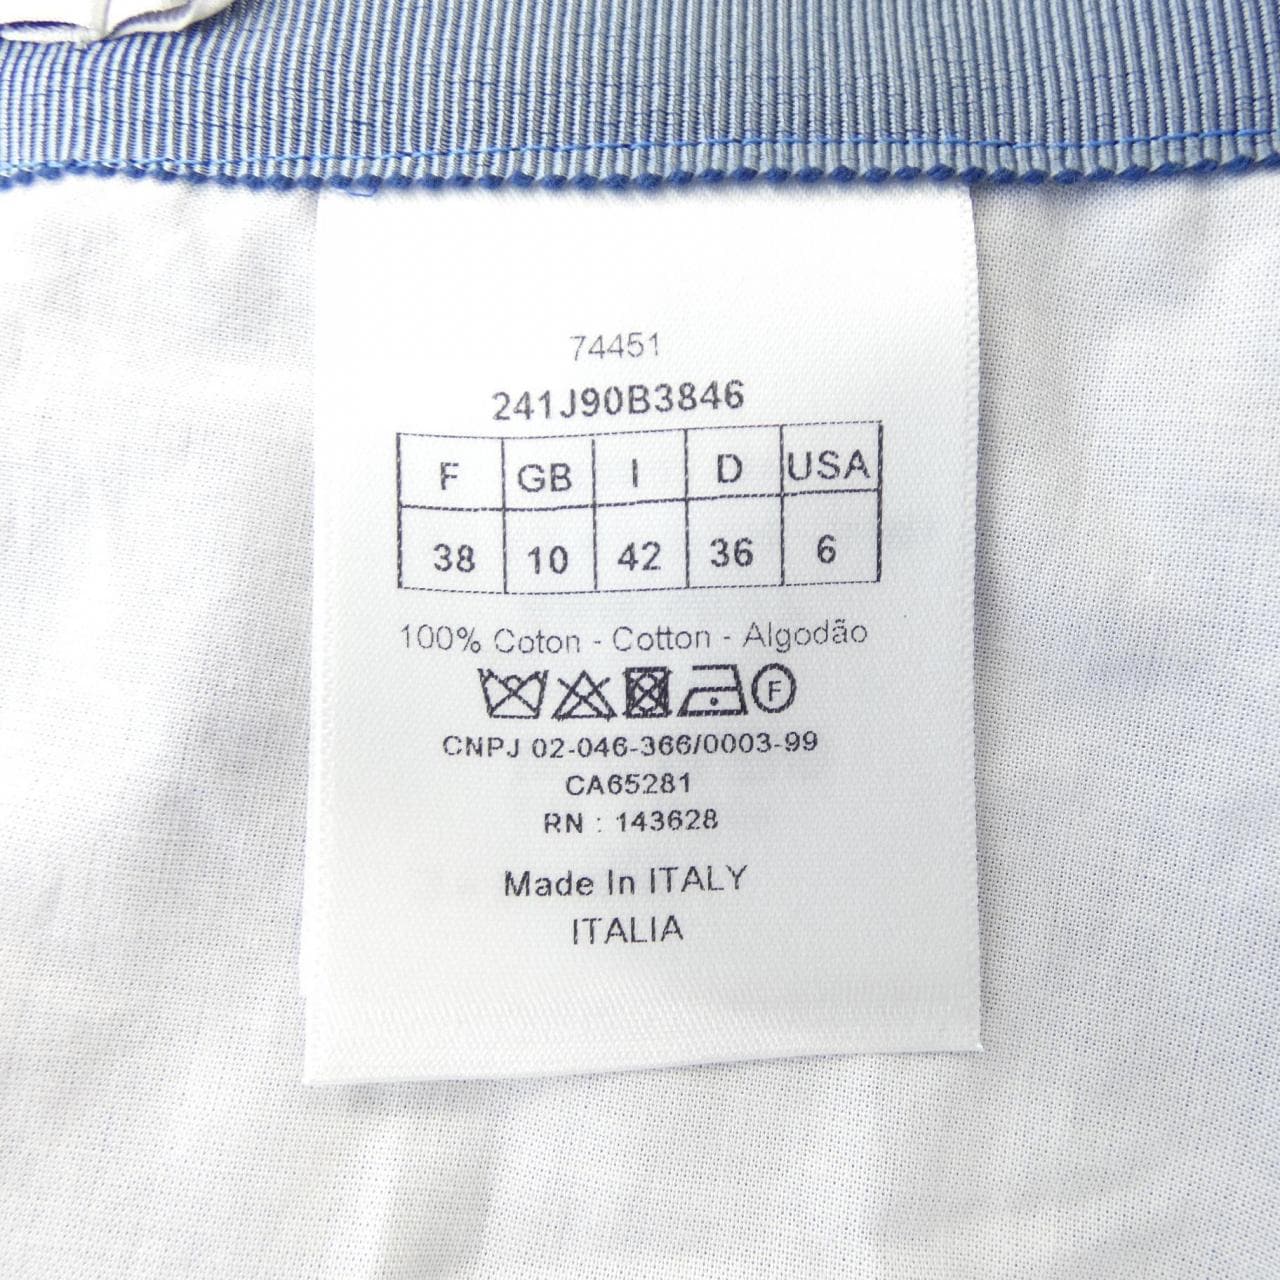 74451
241J90B3846
F GB I D USA
38 10 42 36 6
100% Coton - Cotton - Algodão
F
CNPJ 02-046-366/0003-99
CA65281
RN : 143628
Made In ITALY
ITALIA